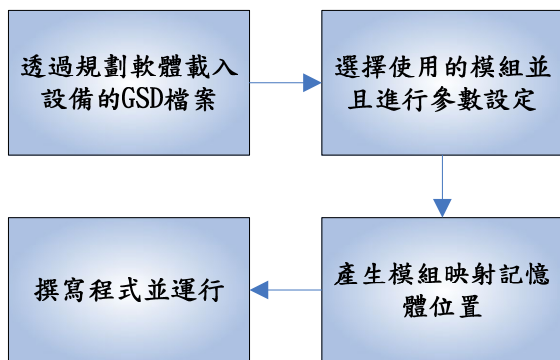 透過規劃軟體載入
設備的GSD檔案
選擇使用的模組並
且進行參數設定
產生模組映射記憶
體位置
撰寫程式並運行